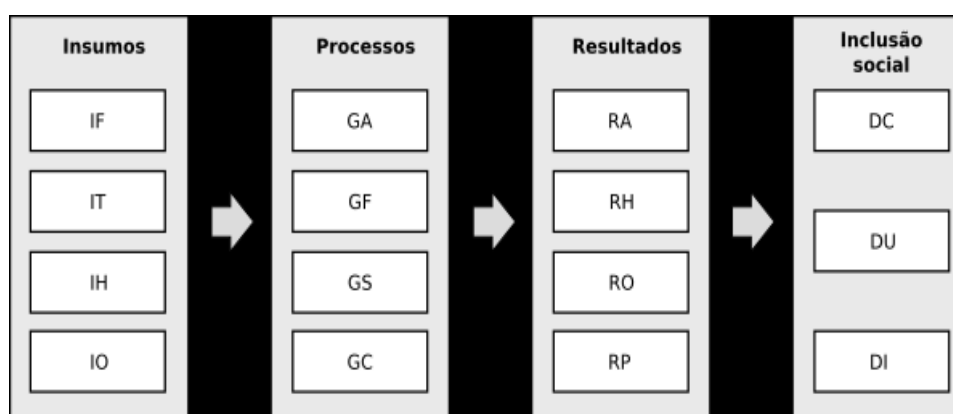 Insumos
IF
IT
IH
IO
Processos
GA
GF
GS
GC
Resultados
RA
RH
RO
RP
Inclusão
social
DC
DU
DI